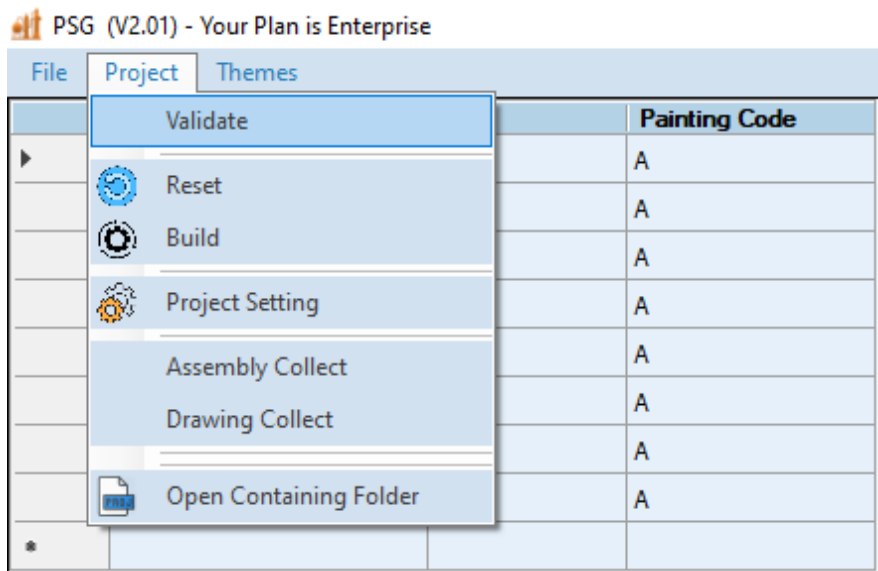 PSG (V2.01) - Your Plan is Enterprise
File Project Themes
Validate
Painting Code
A
Reset
A
Build
A
Project Setting
A
Assembly Collect
A
Drawing Collect
A
A
Open Containing Folder
A